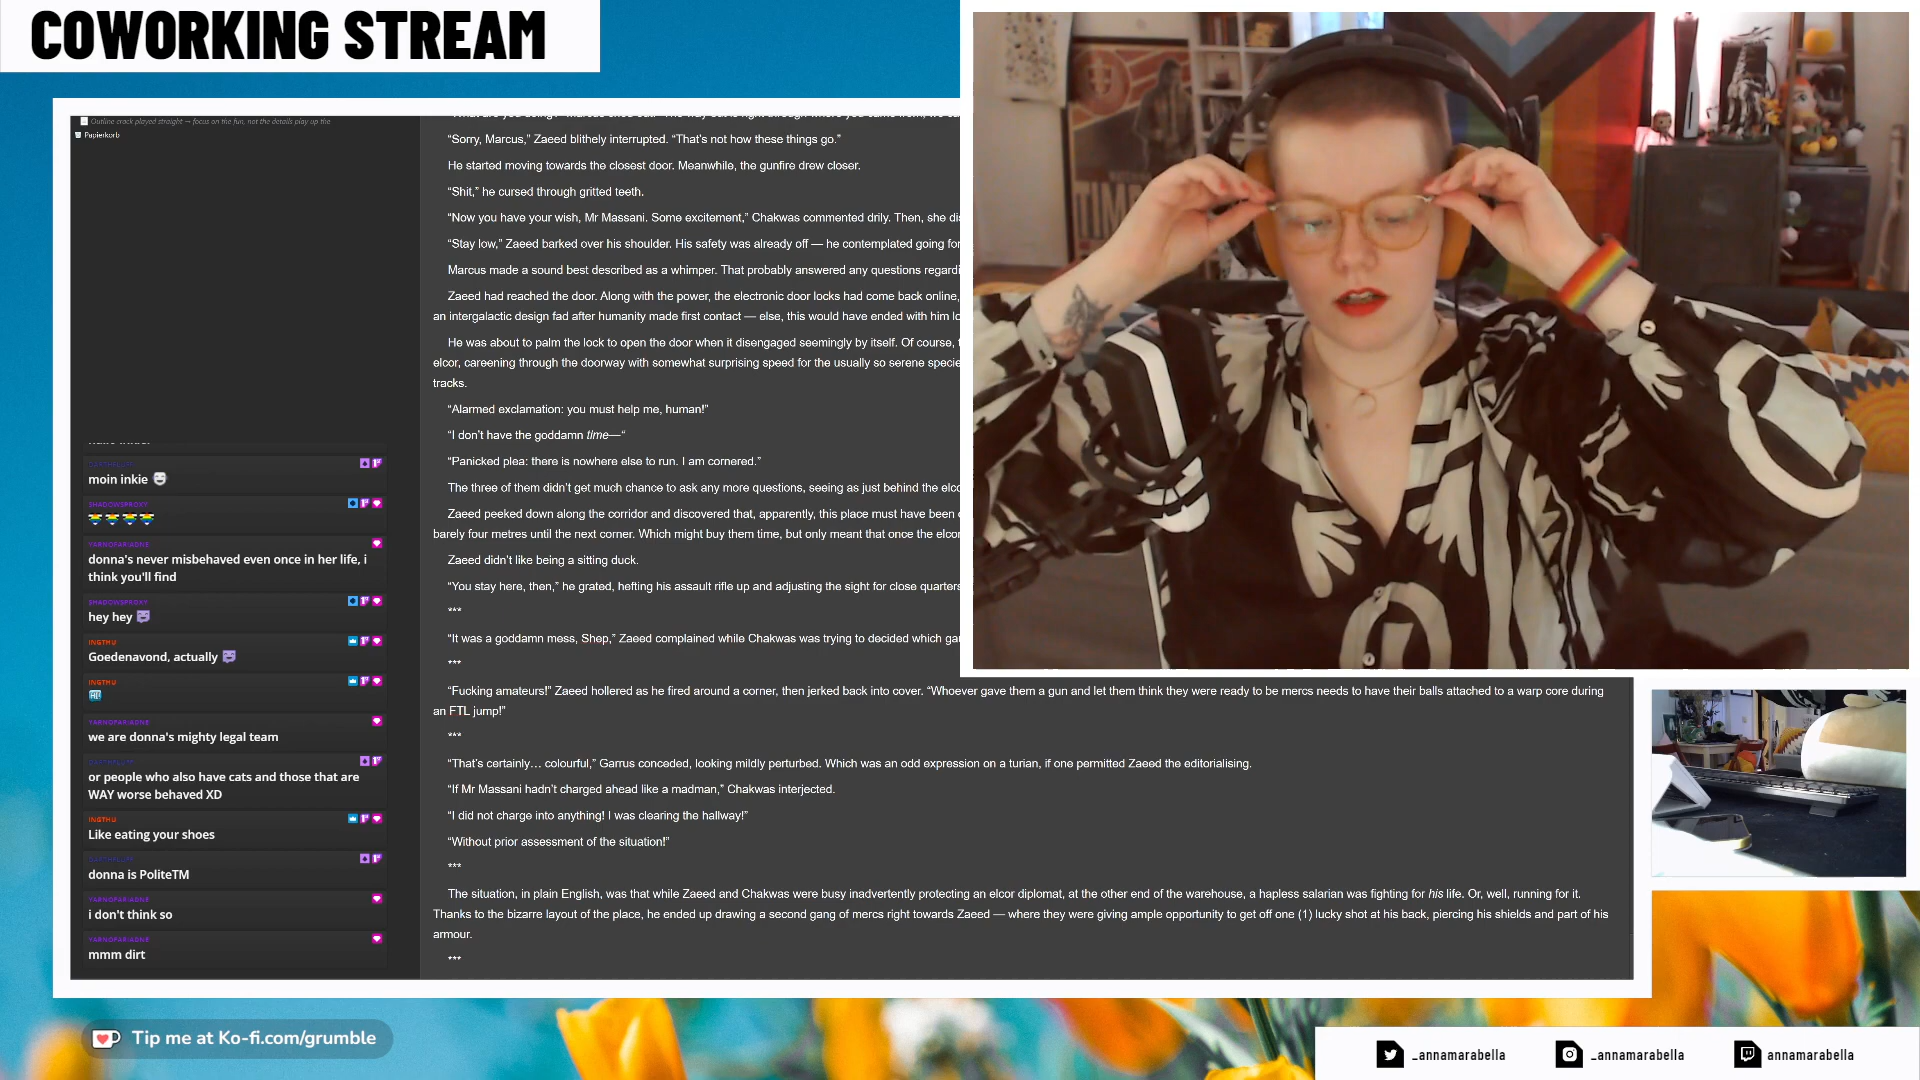 COWORKING STREAM
Outline crack played straight — focus on the fun, not the details play up the
Papierkorb
“Sorry, Marcus,” Zaeed blithely interrupted. “That’s not how these things go.”
He started moving towards the closest door. Meanwhile, the gunfire drew closer.
“Shit,” he cursed through gritted teeth.
“Now you have your wish, Mr Massani. Some excitement,” Chakwas commented drily. Then, she
“Stay low,” Zaeed barked over his shoulder. His safety was already off — he contemplated going
Marcus made a sound best described as a whimper. That probably answered any questions
Zaeed had reached the door. Along with the power, the electronic door locks had come back online,
an intergalactic design fad after humanity made first contact — else, this would have ended with him
He was about to palm the lock to open the door when it disengaged seemingly by itself. Of course,
elcor, careening through the doorway with somewhat surprising speed for the usually so serene
tracks.
“Alarmed exclamation: you must help me, human!”
“I don’t have the goddamn time—“
“Panicked plea: there is nowhere else to run. I am cornered.”
The three of them didn’t get much chance to ask any more questions, seeing as just behind the
Zaeed peeked down along the corridor and discovered that, apparently, this place must have been
barely four metres until the next corner. Which might buy them time, but only meant that once the
Zaeed didn’t like being a sitting duck.
“You stay here, then,” he grated, hefting his assault rifle up and adjusting the sight for close quarters
***
“It was a goddamn mess, Shep,” Zaeed complained while Chakwas was trying to decided which
***
“Fucking amateurs!” Zaeed hollered as he fired around a corner, then jerked back into cover. “Whoever gave them a gun and let them think they were ready to be mercs needs to have their balls attached to a warp core during
an FTL jump!”
***
“That’s certainly… colourful,” Garrus conceded, looking mildly perturbed. Which was an odd expression on a turian, if one permitted Zaeed the editorialising.
“If Mr Massani hadn’t charged ahead like a madman,” Chakwas interjected.
“I did not charge into anything! I was clearing the hallway!”
“Without prior assessment of the situation!”
***
The situation, in plain English, was that while Zaeed and Chakwas were busy inadvertently protecting an elcor diplomat, at the other end of the warehouse, a hapless salarian was fighting for his life. Or, well, running for it.
Thanks to the bizarre layout of the place, he ended up drawing a second gang of mercs right towards Zaeed — where they were giving ample opportunity to get off one (1) lucky shot at his back, piercing his shields and part of his
armour.
***
moin inkie
SHADOWSPROXY
YARNOFARIADNE
donna's never misbehaved even once in her life, i
think you'll find
SHADOWSPROXY
hey hey
INGTHU
Goedenavond, actually
INGTHU
HI!
YARNOFARIADNE
we are donna's mighty legal team
or people who also have cats and those that are
WAY worse behaved XD
INGTHU
Like eating your shoes
donna is PoliteTM
YARNOFARIADNE
i don't think so
YARNOFARIADNE
mmm dirt
Tip me at Ko-fi.com/grumble
_annamarabella
_annamarabella
annamarabella